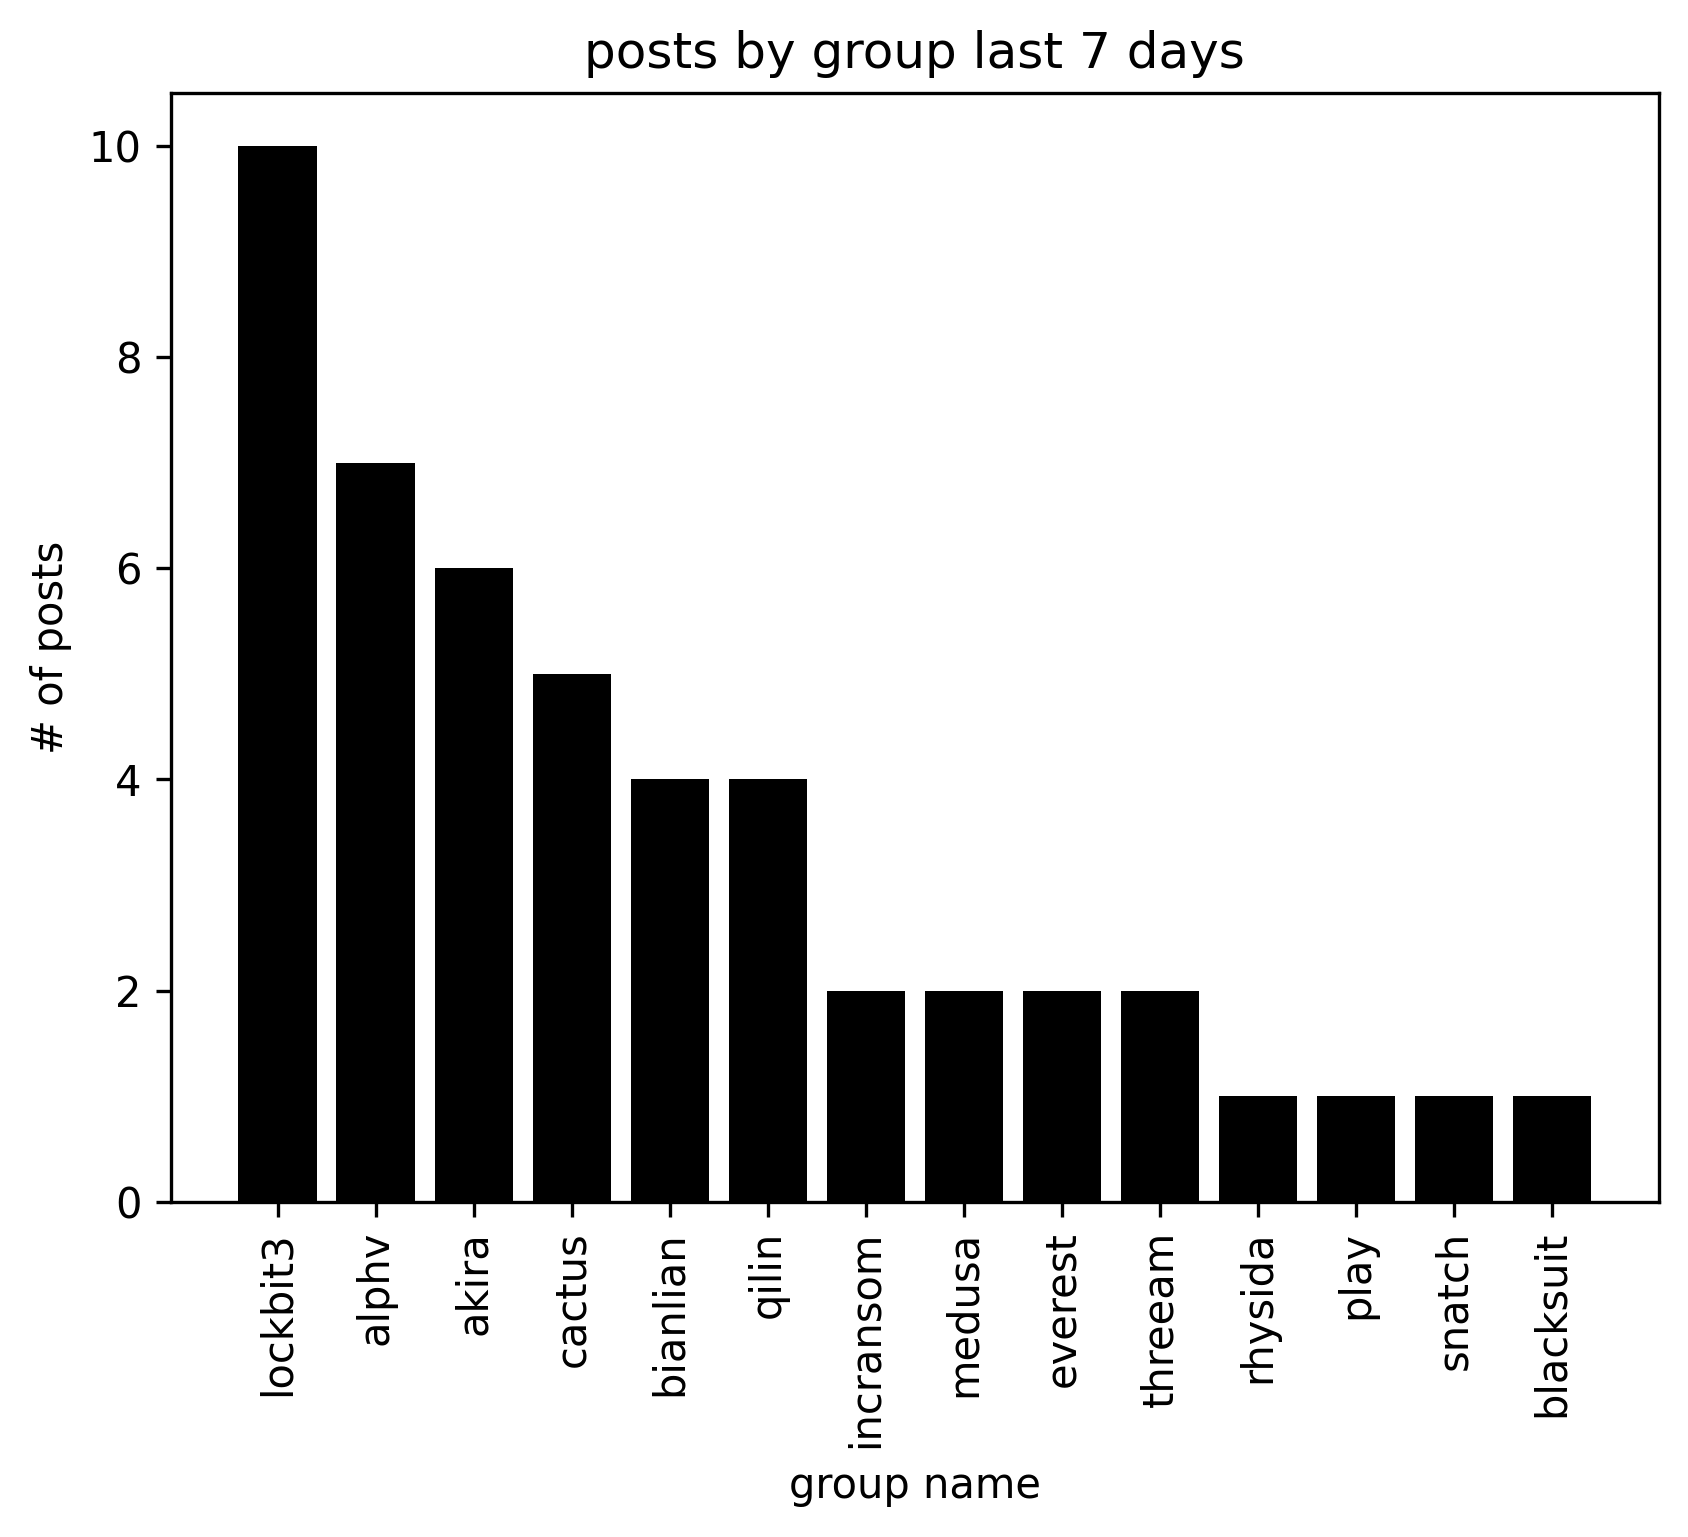 posts by group last 7 days
# of posts
10
8
6
4
2
0
lockbit3
alphv
akira
cactus
bianlian
qilin
incransom
medusa
everest
threeam
rhysida
play
snatch
blacksuit
group name